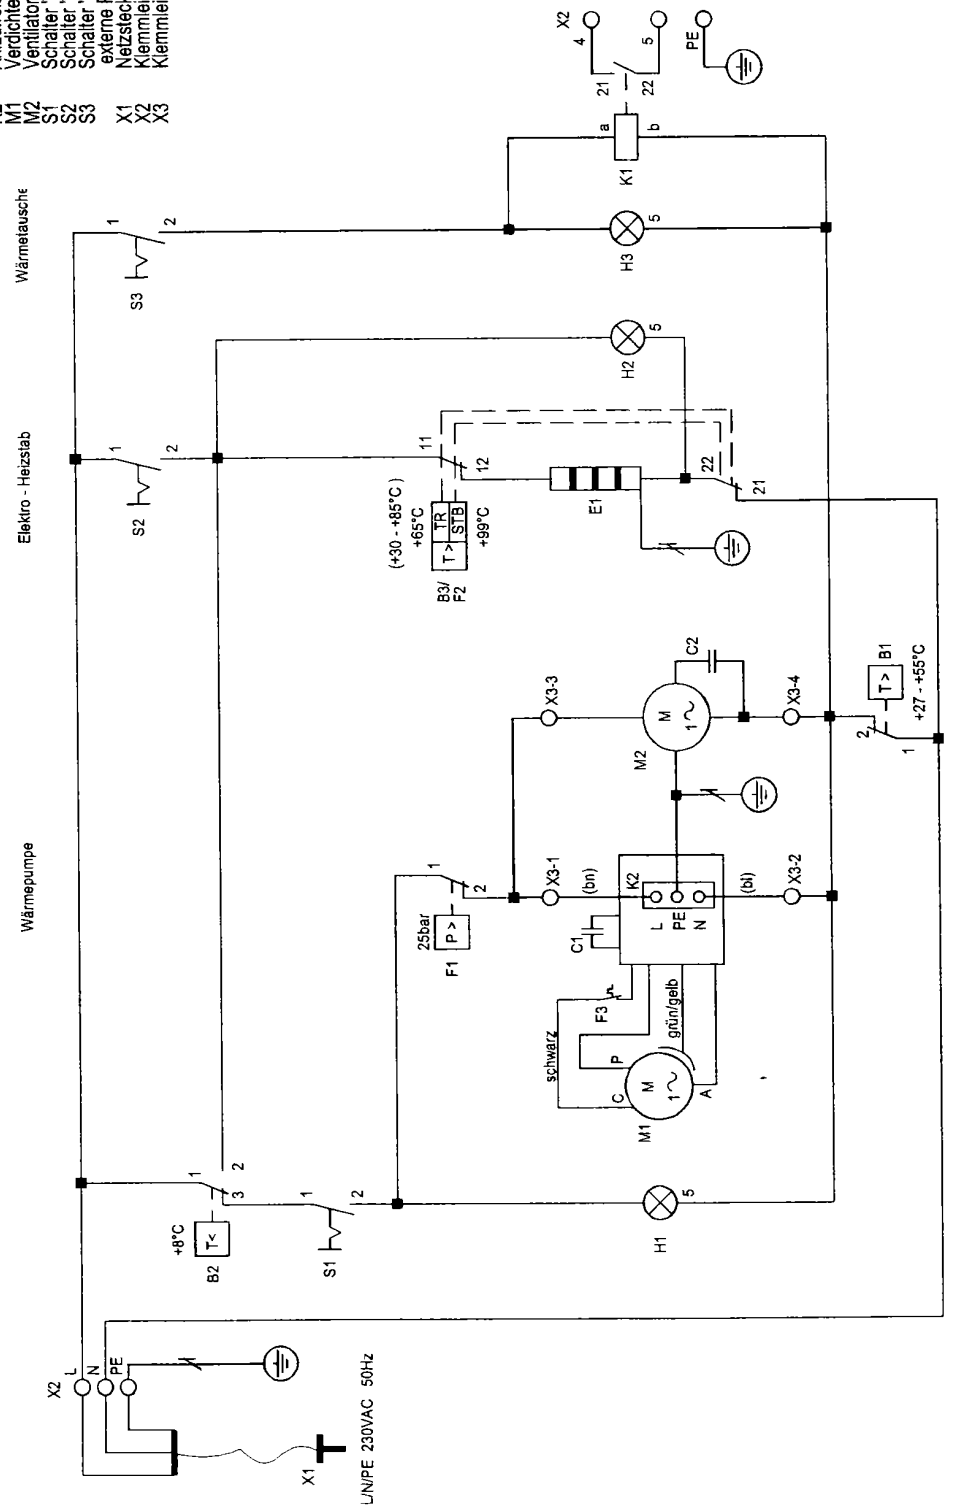 M1 Verdichte
M2 Ventilator
S1 Schalter
S2 Schalter
S3 Schalter
externe
X1 Netzsteck
X2 Klemmlei
X3 Klemmlei
Wärmepumpe
Elektro - Heizstab
Wärmetausche
X2
L
N
PE
X1
L/N/PE 230VAC 50Hz
+8°C
T<
B2
1
3
2
S1
1
2
S2
1
2
S3
1
2
25bar
P >
F1
1
2
(+30 - +85°C )
+65°C
T >
TR
STB
B3/
F2
+99°C
11
12
X3-1
X3-3
(bn)
schwarz
C1
F3
K2
L
PE
N
C
P
A
M
1~
M1
grün/gelb
M
1~
M2
C2
E1
22
21
H1
5
H2
5
H3
5
K1
a
b
X2
4
5
PE
21
22
(bl)
X3-2
X3-4
2
1
T >
B1
+27 - +55°C